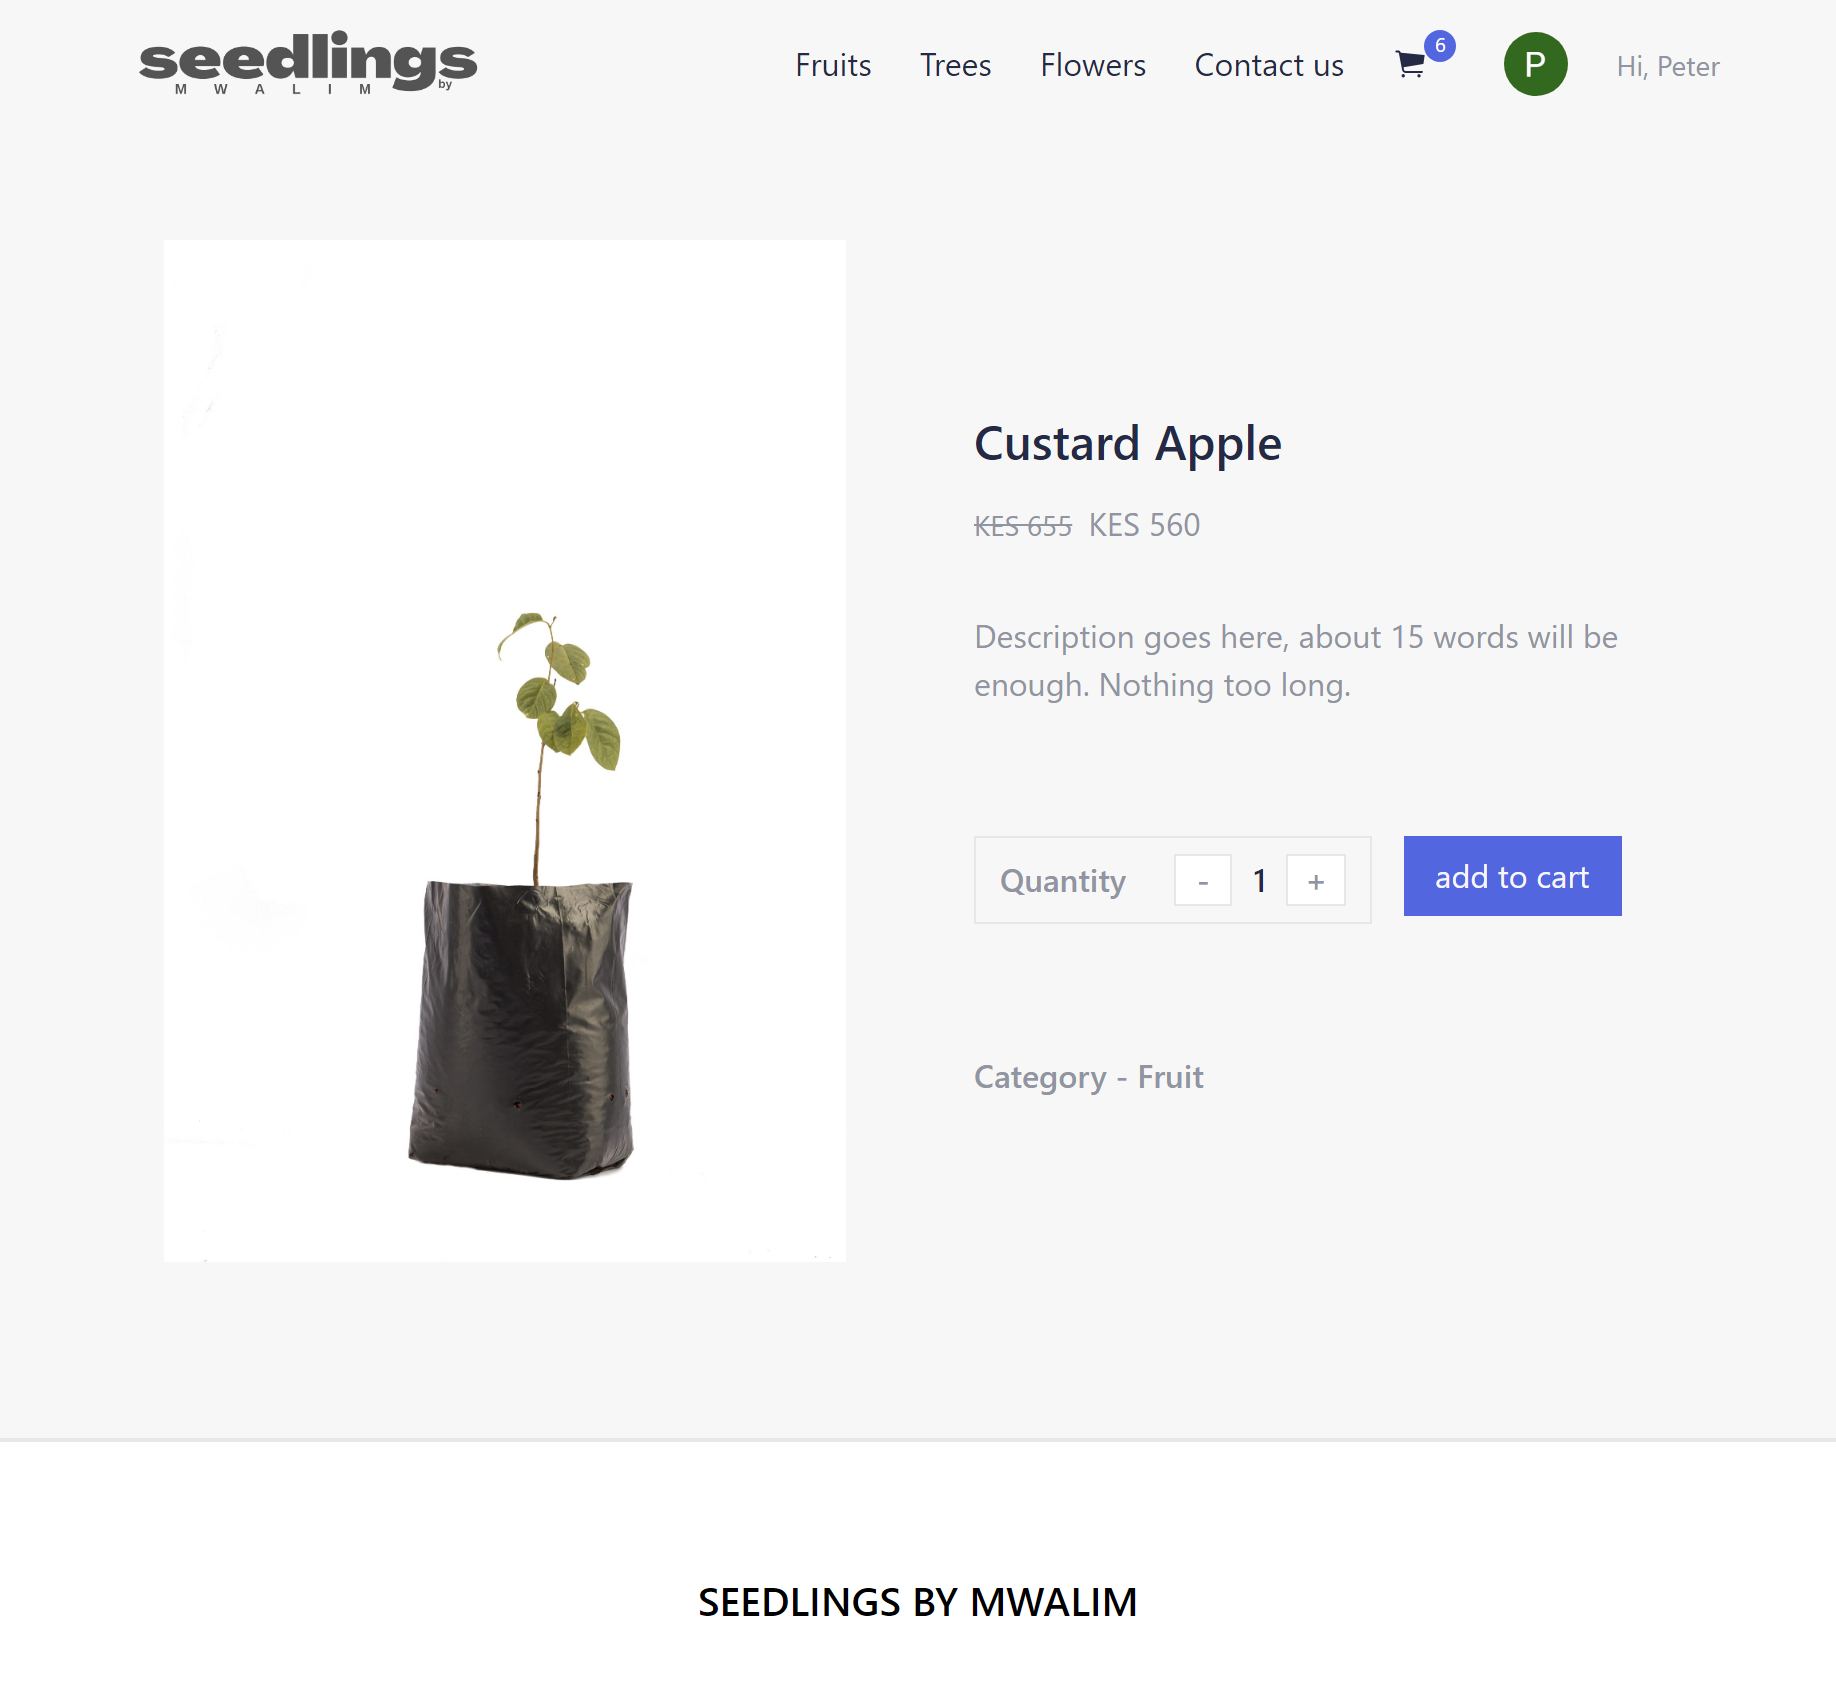 seedlings
by
MWALIM
Fruits Trees Flowers Contact us 6 P Hi, Peter
Custard Apple
KES 655 KES 560
Description goes here, about 15 words will be
enough. Nothing too long.
Quantity - 1 + add to cart
Category - Fruit
SEEDLINGS BY MWALIM